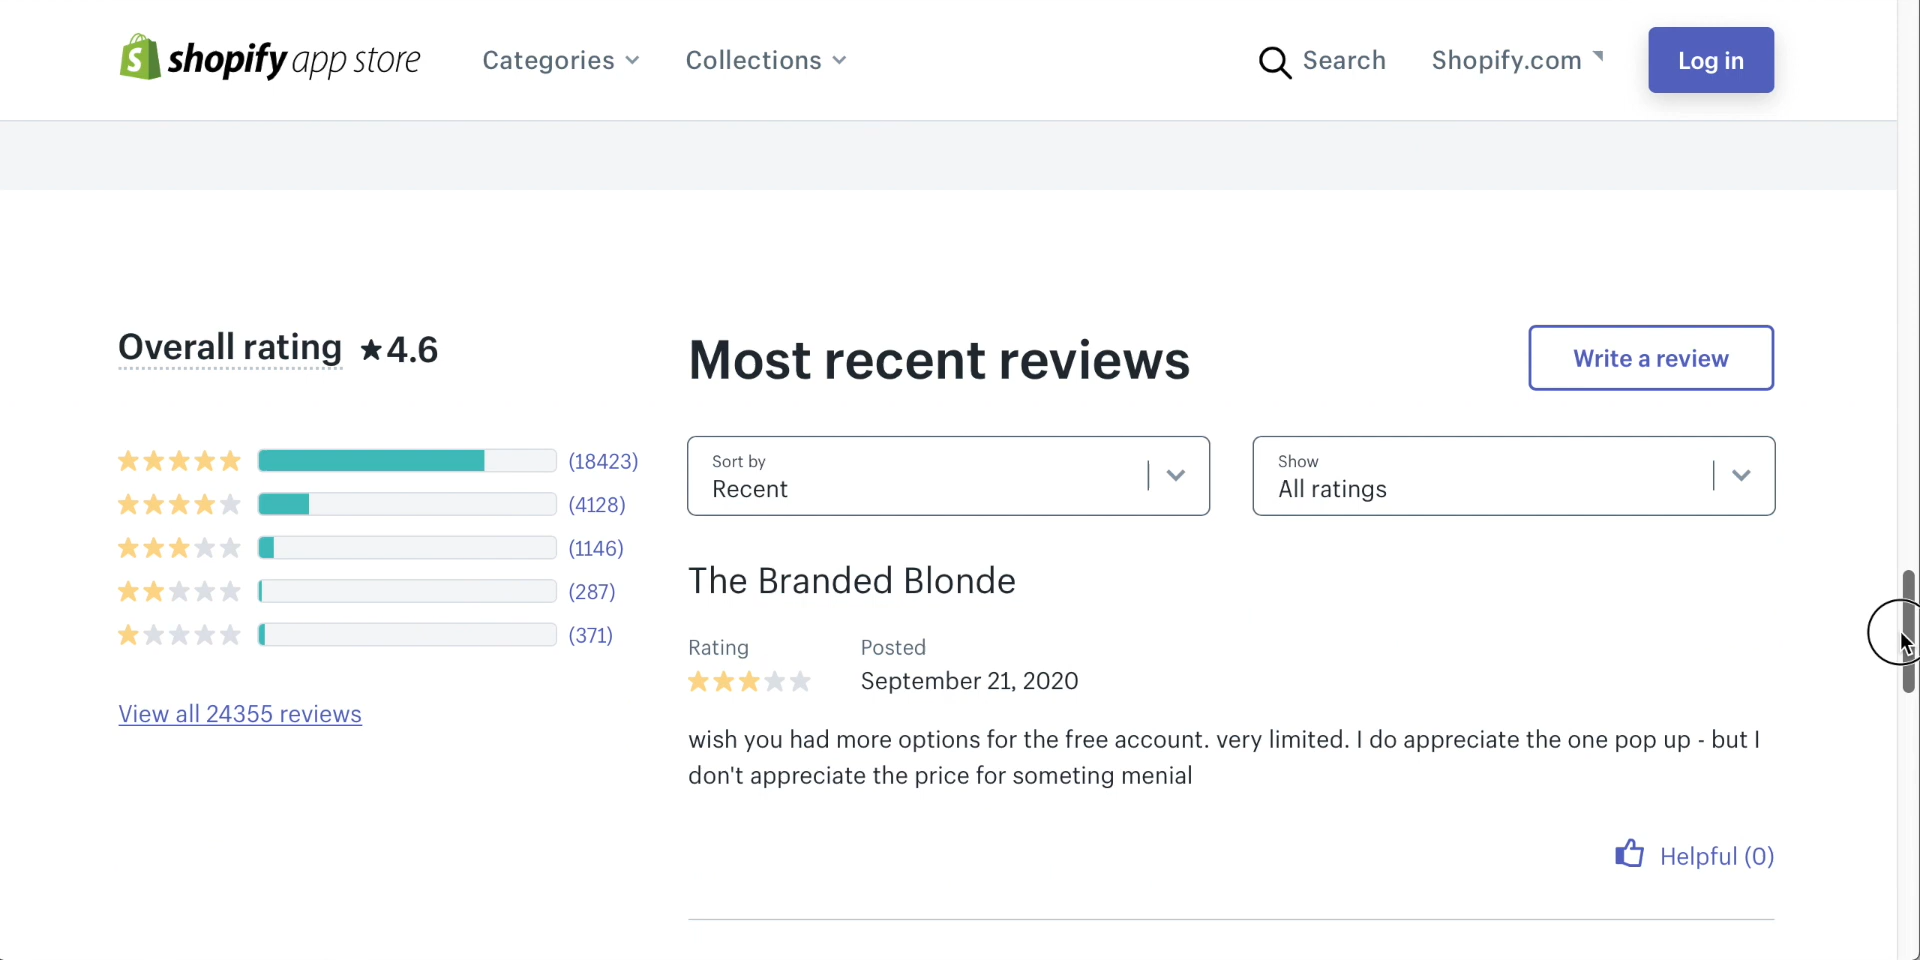 shopify app store
Categories
Collections
Search
Shopify.com
Log in
Overall rating ★4.6
(18423)
(4128)
(1146)
(287)
(371)
View all 24355 reviews
Most recent reviews
Write a review
Sort by
Recent
Show
All ratings
The Branded Blonde
Rating
Posted
September 21, 2020
wish you had more options for the free account. very limited. I do appreciate the one pop up - but I
don't appreciate the price for someting menial
Helpful (0)